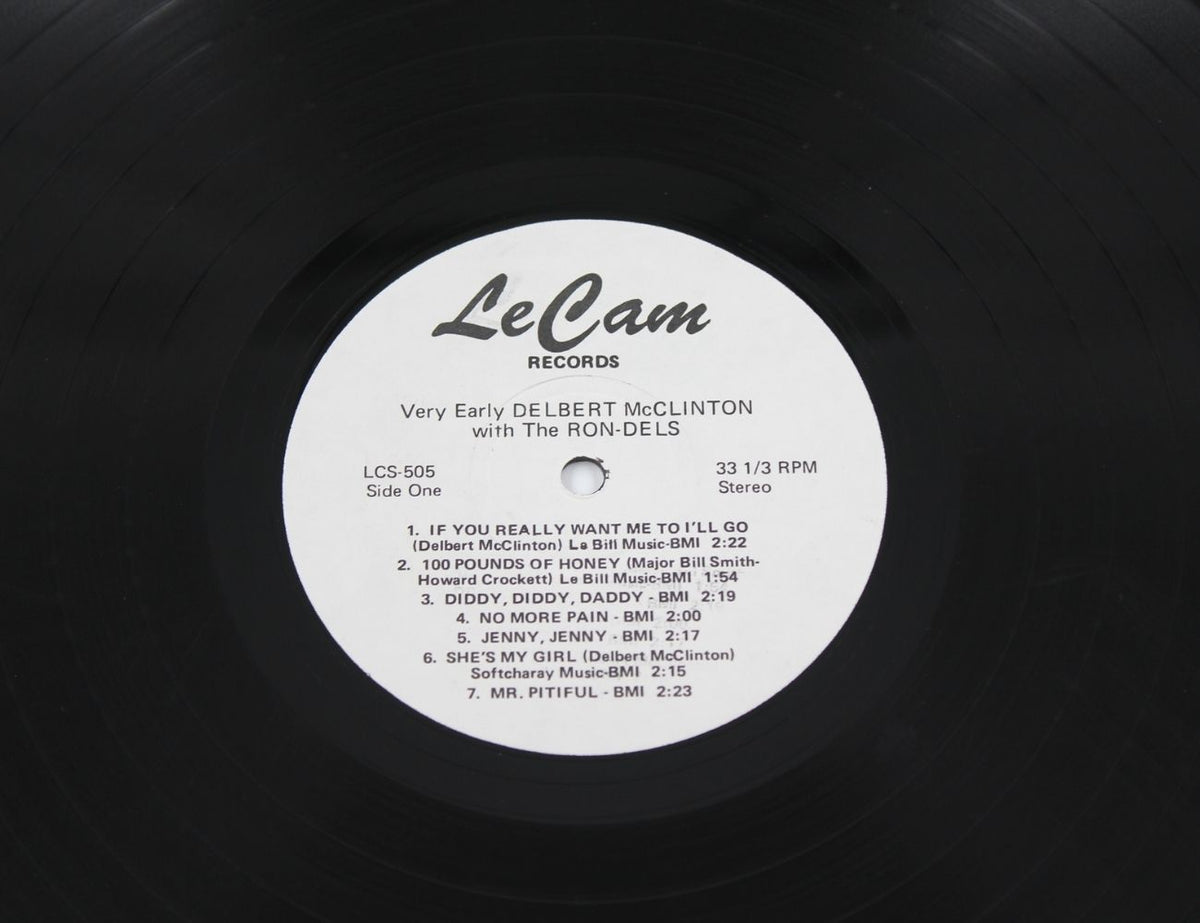 LeCam
RECORDS
Very Early DELBERT McCLINTON
with The RON-DELS
LCS-505
Side One
33 1/3 RPM
Stereo
1. IF YOU REALLY WANT ME TO I'LL GO
(Delbert McClinton) Le Bill Music-BMI 2:22
2. 100 POUNDS OF HONEY (Major Bill Smith-
Howard Crockett) Le Bill Music-BMI 1:54
3. DIDDY, DIDDY, DADDY - BMI 2:19
4. NO MORE PAIN - BMI 2:00
5. JENNY, JENNY - BMI 2:17
6. SHE'S MY GIRL (Delbert McClinton)
Softcharay Music-BMI 2:15
7. MR. PITIFUL - BMI 2:23